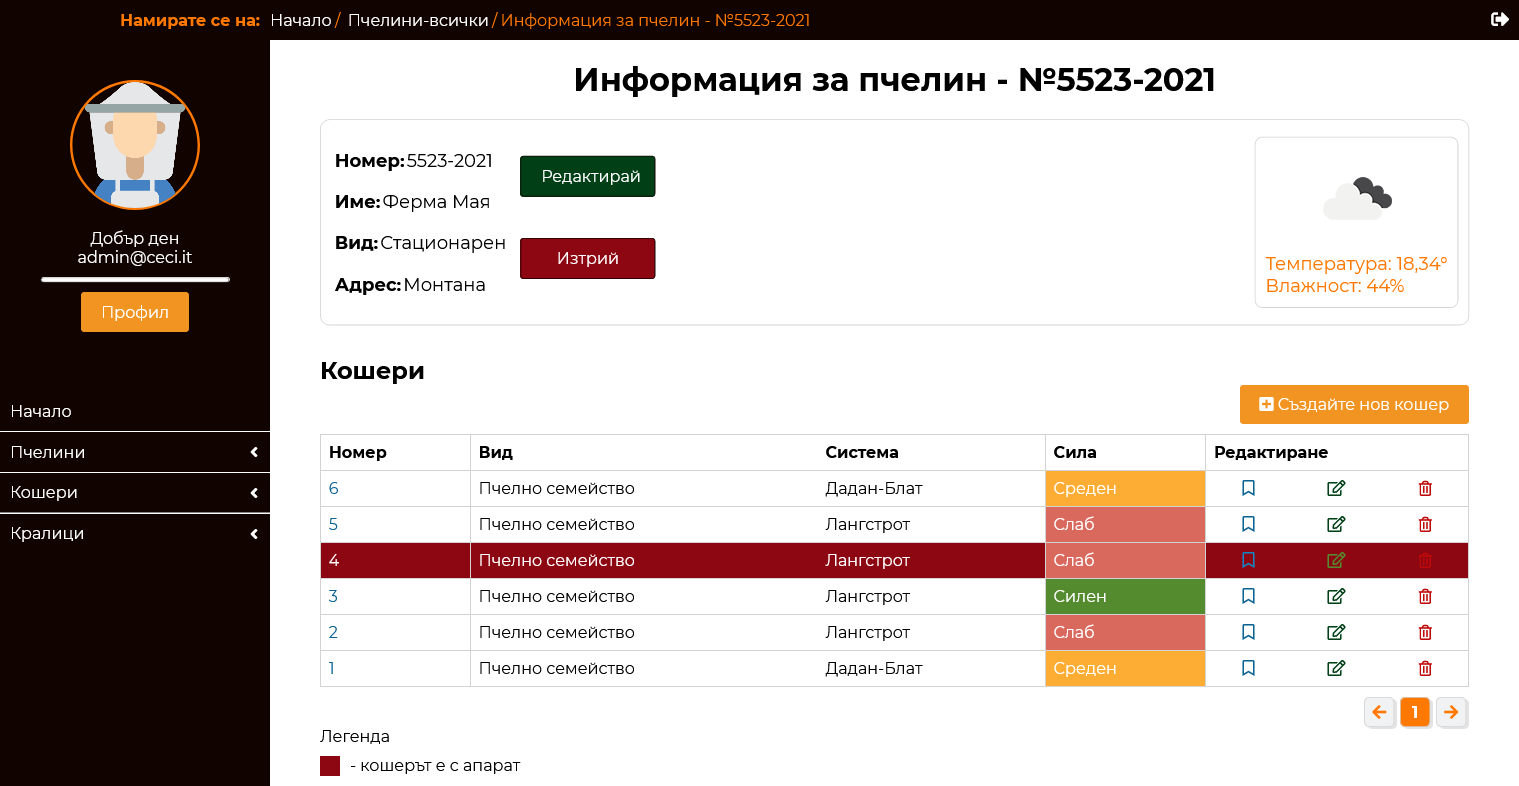 Намирате се на: Начало / Пчелини-всички / Информация за пчелин - №5523-2021
Добър ден
admin@ceci.it
Профил
Начало
Пчелини
Кошери
Кралици
Информация за пчелин - №5523-2021
Номер: 5523-2021
Име: Ферма Мая
Вид: Стационарен
Адрес: Монтана
Редактирай
Изтрий
Температура: 18,34°
Влажност: 44%
Кошери
Създайте нов кошер
Номер Вид Система Сила Редактиране
6 Пчелно семейство Дадан-Блат Среден
5 Пчелно семейство Лангстрот Слаб
4 Пчелно семейство Лангстрот Слаб
3 Пчелно семейство Лангстрот Силен
2 Пчелно семейство Лангстрот Слаб
1 Пчелно семейство Дадан-Блат Среден
1
Легенда
- кошерът е с апарат